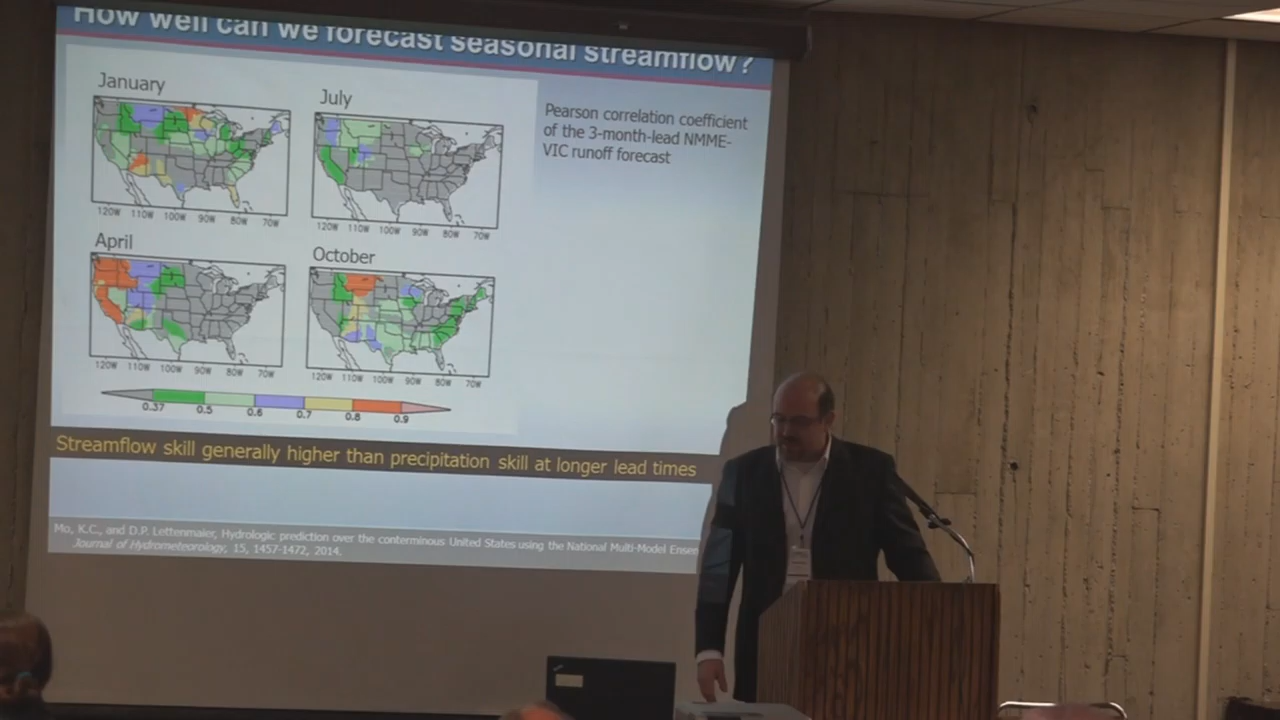 How well can we forecast seasonal streamflow?
January
120W 110W 100W 90W 80W 70W
July
120W 110W 100W 90W 80W 70W
Pearson correlation coefficient
of the 3-month-lead NMME-
VIC runoff forecast
April
120W 110W 100W 90W 80W 70W
October
120W 110W 100W 90W 80W 70W
0.37 0.5 0.6 0.7 0.8 0.9
Streamflow skill generally higher than precipitation skill at longer lead times
Mo, K.C., and D.P. Lettenmaier, Hydrologic prediction over the conterminous United States using the National Multi-Model Ensem
Journal of Hydrometeorology, 15, 1457-1472, 2014.